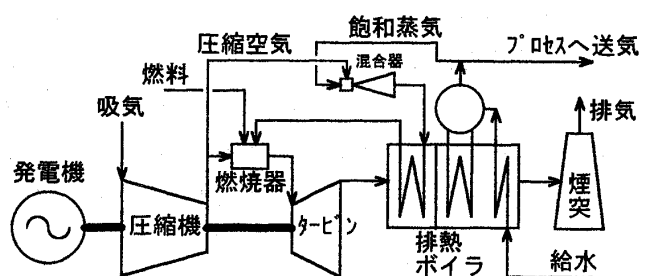 飽和蒸気
圧縮空気
ﾌﾟﾛｾｽへ送気
混合器
燃料
吸気
排気
発電機
燃焼器
圧縮機
ﾀｰﾋﾞﾝ
煙突
排熱
ボイラ
給水